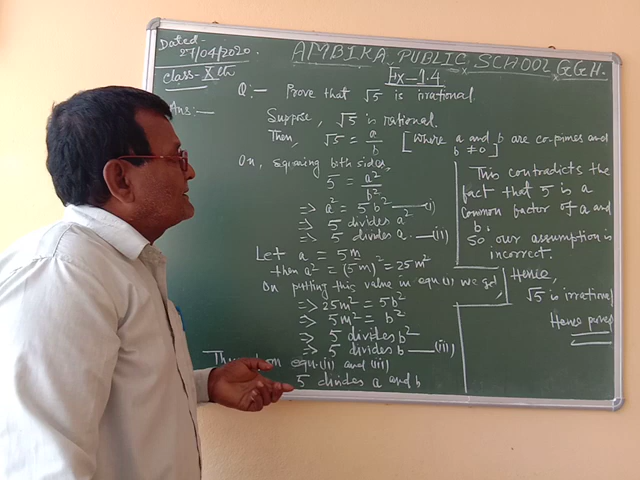 Dated-
27/04/2020.
class-Xth
AMBIKA PUBLIC SCHOOL G.G.H.
Ex-1.4
Q:- Prove that √5 is irrational.
Ans:-
Suppose, √5 is rational.
Then, √5 = a/b [where a and b are co-primes and b ≠ 0]
On, squaring both sides,
5 = a²/b²
=> a² = 5b² —(i)
=> 5 divides a²
=> 5 divides a. —(ii)
Let a = 5m
then a² = (5m)² = 25m²
On putting this value in equ(i) we get,
=> 25m² = 5b²
=> 5m² = b²
=> 5 divides b²
=> 5 divides b —(iii)
equ.(ii) and (iii)
5 divides a and b
This contradicts the
fact that 5 is a
common factor of a and
b.
So our assumption is
incorrect.
Hence,
√5 is irrational
Hence proved